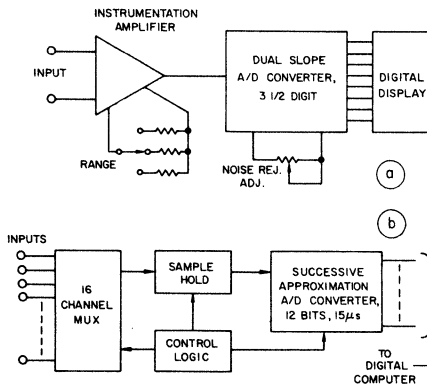 INSTRUMENTATION
AMPLIFIER
INPUT
RANGE
DUAL SLOPE
A/D CONVERTER,
3 1/2 DIGIT
NOISE REJ.
ADJ.
DIGITAL
DISPLAY
a
b
INPUTS
16
CHANNEL
MUX
SAMPLE
HOLD
CONTROL
LOGIC
SUCCESSIVE
APPROXIMATION
A/D CONVERTER,
12 BITS, 15µs
TO
DIGITAL
COMPUTER